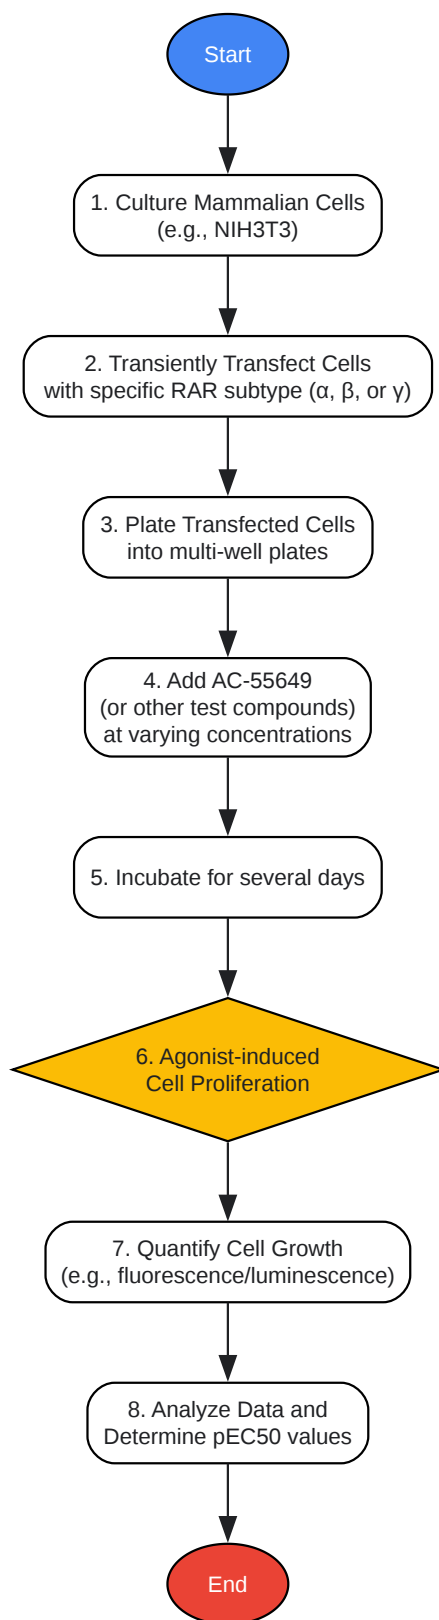 Start
1. Culture Mammalian Cells
(e.g., NIH3T3)
2. Transiently Transfect Cells
with specific RAR subtype (α, β, or γ)
3. Plate Transfected Cells
into multi-well plates
4. Add AC-55649
(or other test compounds)
at varying concentrations
5. Incubate for several days
6. Agonist-induced
Cell Proliferation
7. Quantify Cell Growth
(e.g., fluorescence/luminescence)
8. Analyze Data and
Determine pEC50 values
End